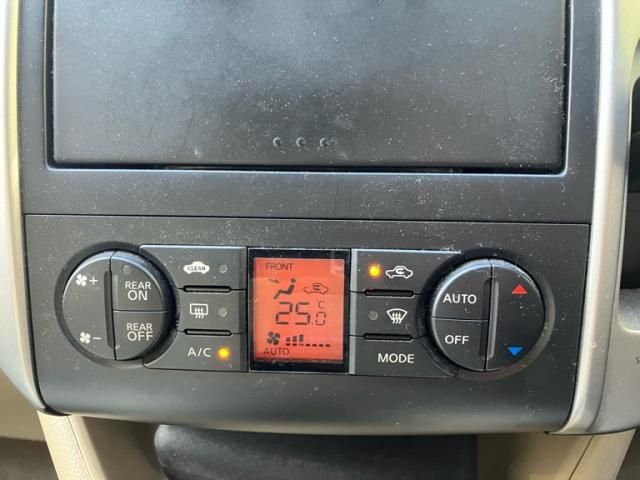 FRONT
25.0 °C
AUTO
CLEAN
A/C
REAR ON
REAR OFF
+
-
AUTO
OFF
MODE